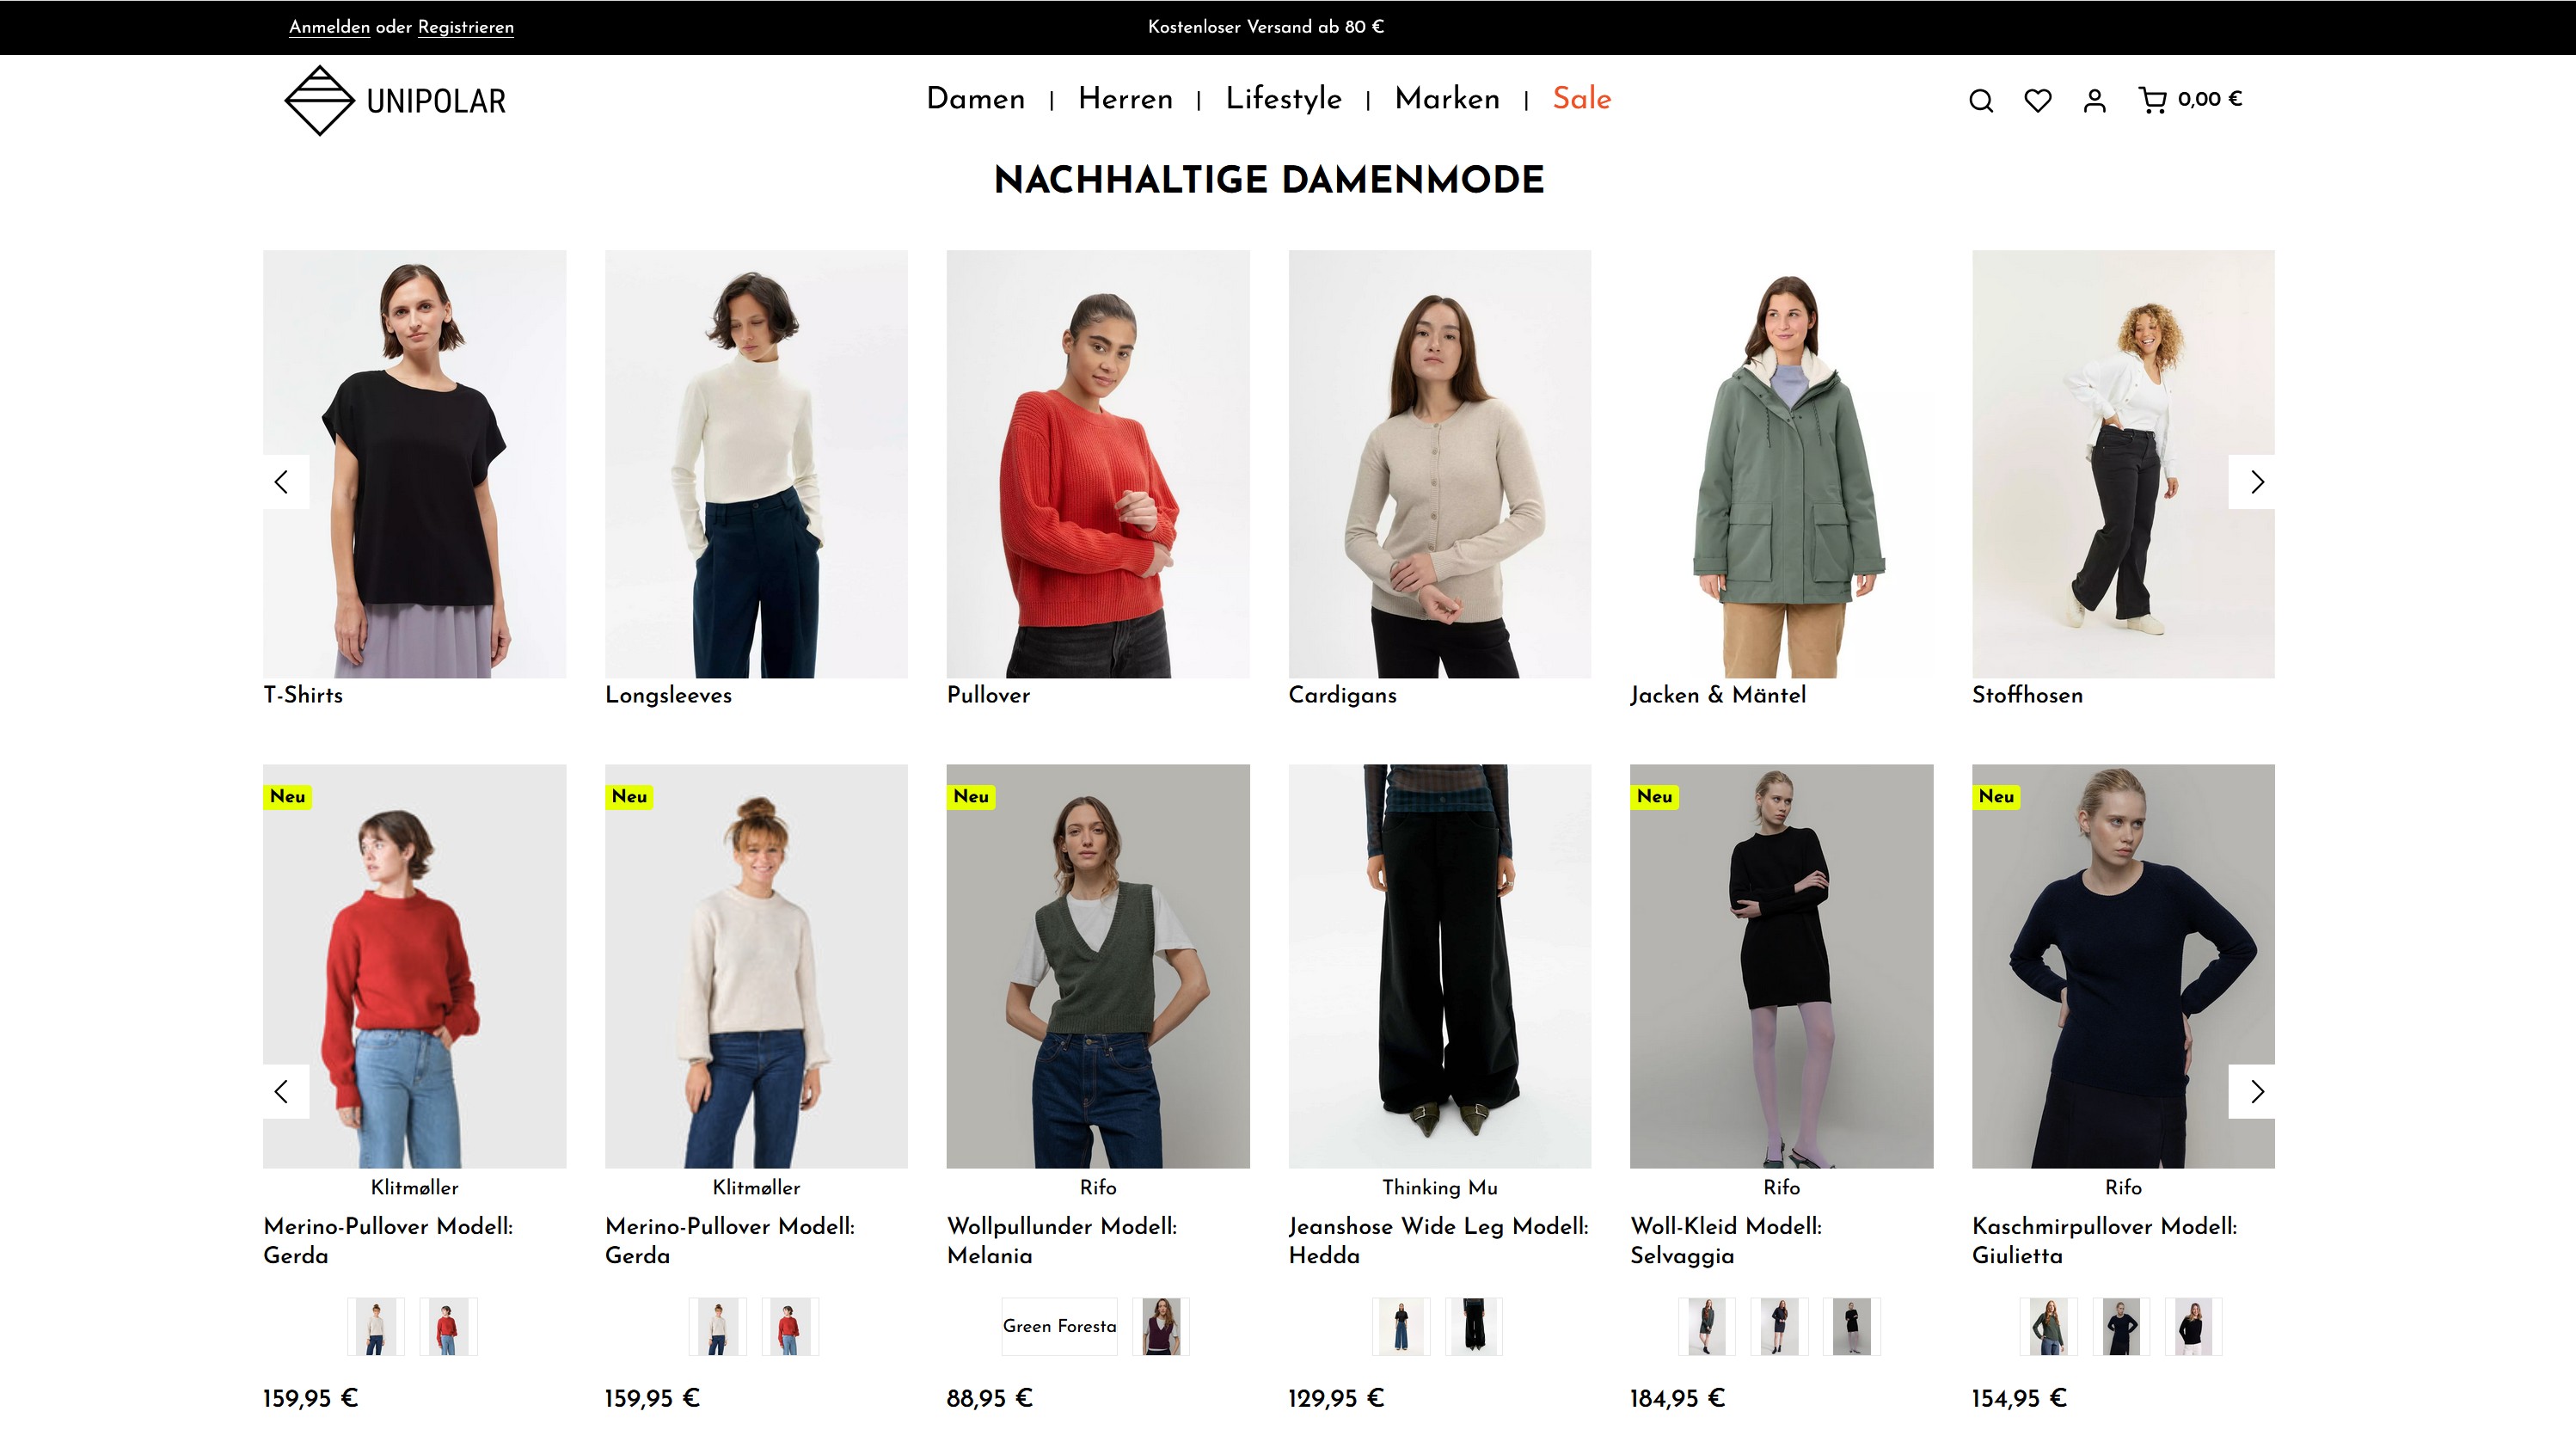 Anmelden oder Registrieren
Kostenloser Versand ab 80 €
UNIPOLAR
Damen | Herren | Lifestyle | Marken | Sale
0,00 €
NACHHALTIGE DAMENMODE
T-Shirts
Longsleeves
Pullover
Cardigans
Jacken & Mäntel
Stoffhosen
Neu
Klitmøller
Merino-Pullover Modell:
Gerda
159,95 €
Neu
Klitmøller
Merino-Pullover Modell:
Gerda
159,95 €
Neu
Rifo
Wollpullunder Modell:
Melania
Green Foresta
88,95 €
Thinking Mu
Jeanshose Wide Leg Modell:
Hedda
129,95 €
Neu
Rifo
Woll-Kleid Modell:
Selvaggia
184,95 €
Neu
Rifo
Kaschmirpullover Modell:
Giulietta
154,95 €